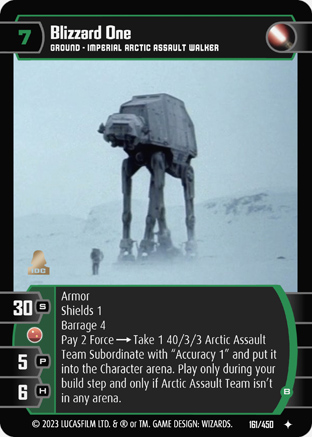 7
Blizzard One
GROUND - IMPERIAL ARCTIC ASSAULT WALKER
30 S
5 P
6 H
Armor
Shields 1
Barrage 4
Pay 2 Force → Take 1 40/3/3 Arctic Assault
Team Subordinate with "Accuracy 1" and put it
into the Character arena. Play only during your
build step and only if Arctic Assault Team isn't
in any arena.
B
© 2023 LUCASFILM LTD. & ® or TM. GAME DESIGN: WIZARDS.
161/450